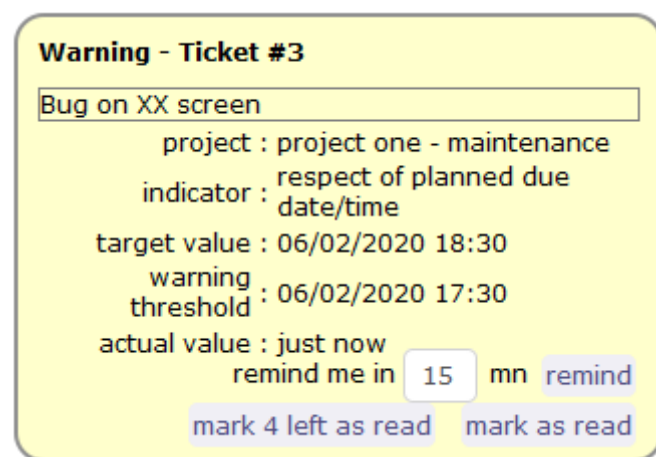 Warning - Ticket #3
Bug on XX screen
project : project one - maintenance
indicator : respect of planned due
date/time
target value : 06/02/2020 18:30
warning
threshold : 06/02/2020 17:30
actual value : just now
remind me in 15 mn remind
mark 4 left as read mark as read